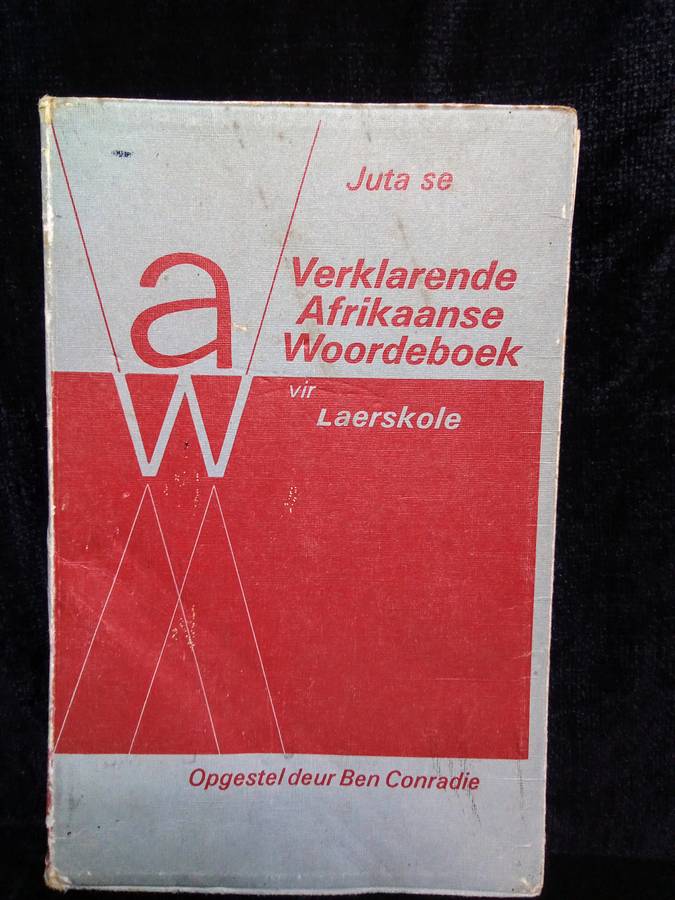 Juta se
a
Verklarende
Afrikaanse
Woordeboek
w
vir
Laerskole
Opgestel deur Ben Conradie